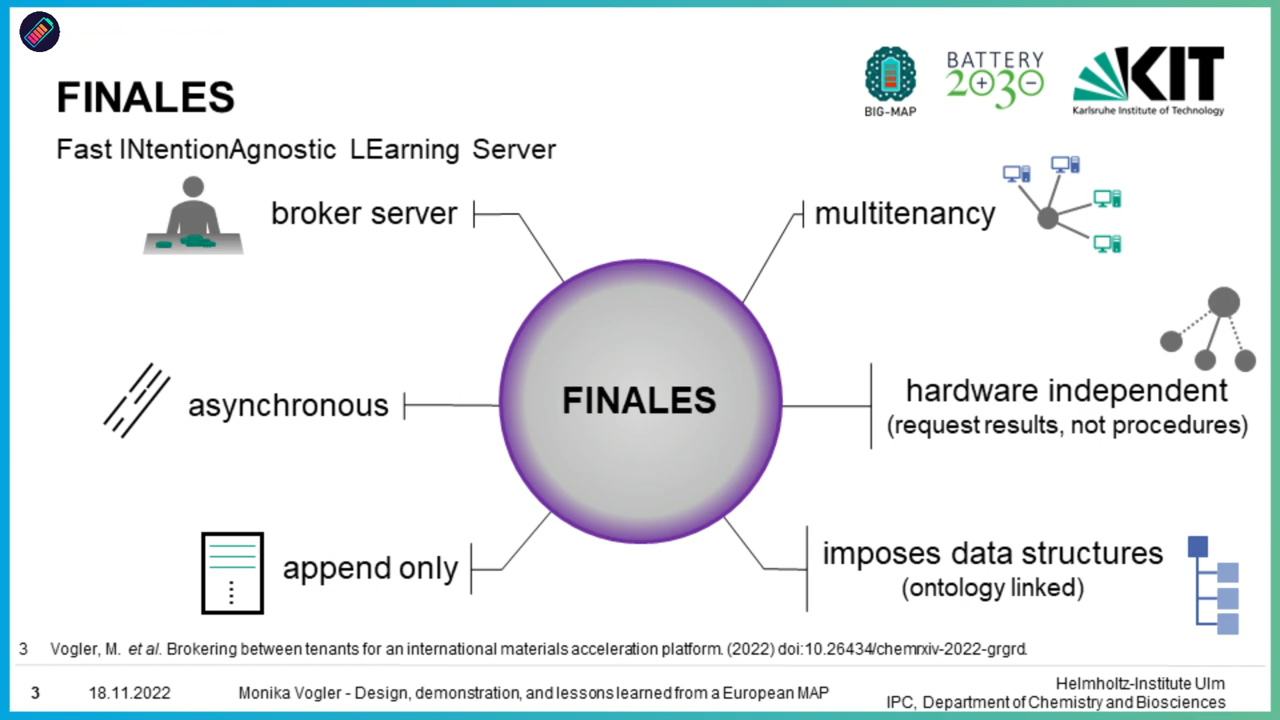 FINALES
Fast INtentionAgnostic LEarning Server
BIG-MAP
BATTERY
2030
KIT
Karlsruhe Institute of Technology
broker server
multitenancy
asynchronous
FINALES
hardware independent
(request results, not procedures)
append only
imposes data structures
(ontology linked)
3 Vogler, M. et al. Brokering between tenants for an international materials acceleration platform. (2022) doi:10.26434/chemrxiv-2022-grgrd.
3 18.11.2022 Monika Vogler - Design, demonstration, and lessons learned from a European MAP
Helmholtz-Institute Ulm
IPC, Department of Chemistry and Biosciences